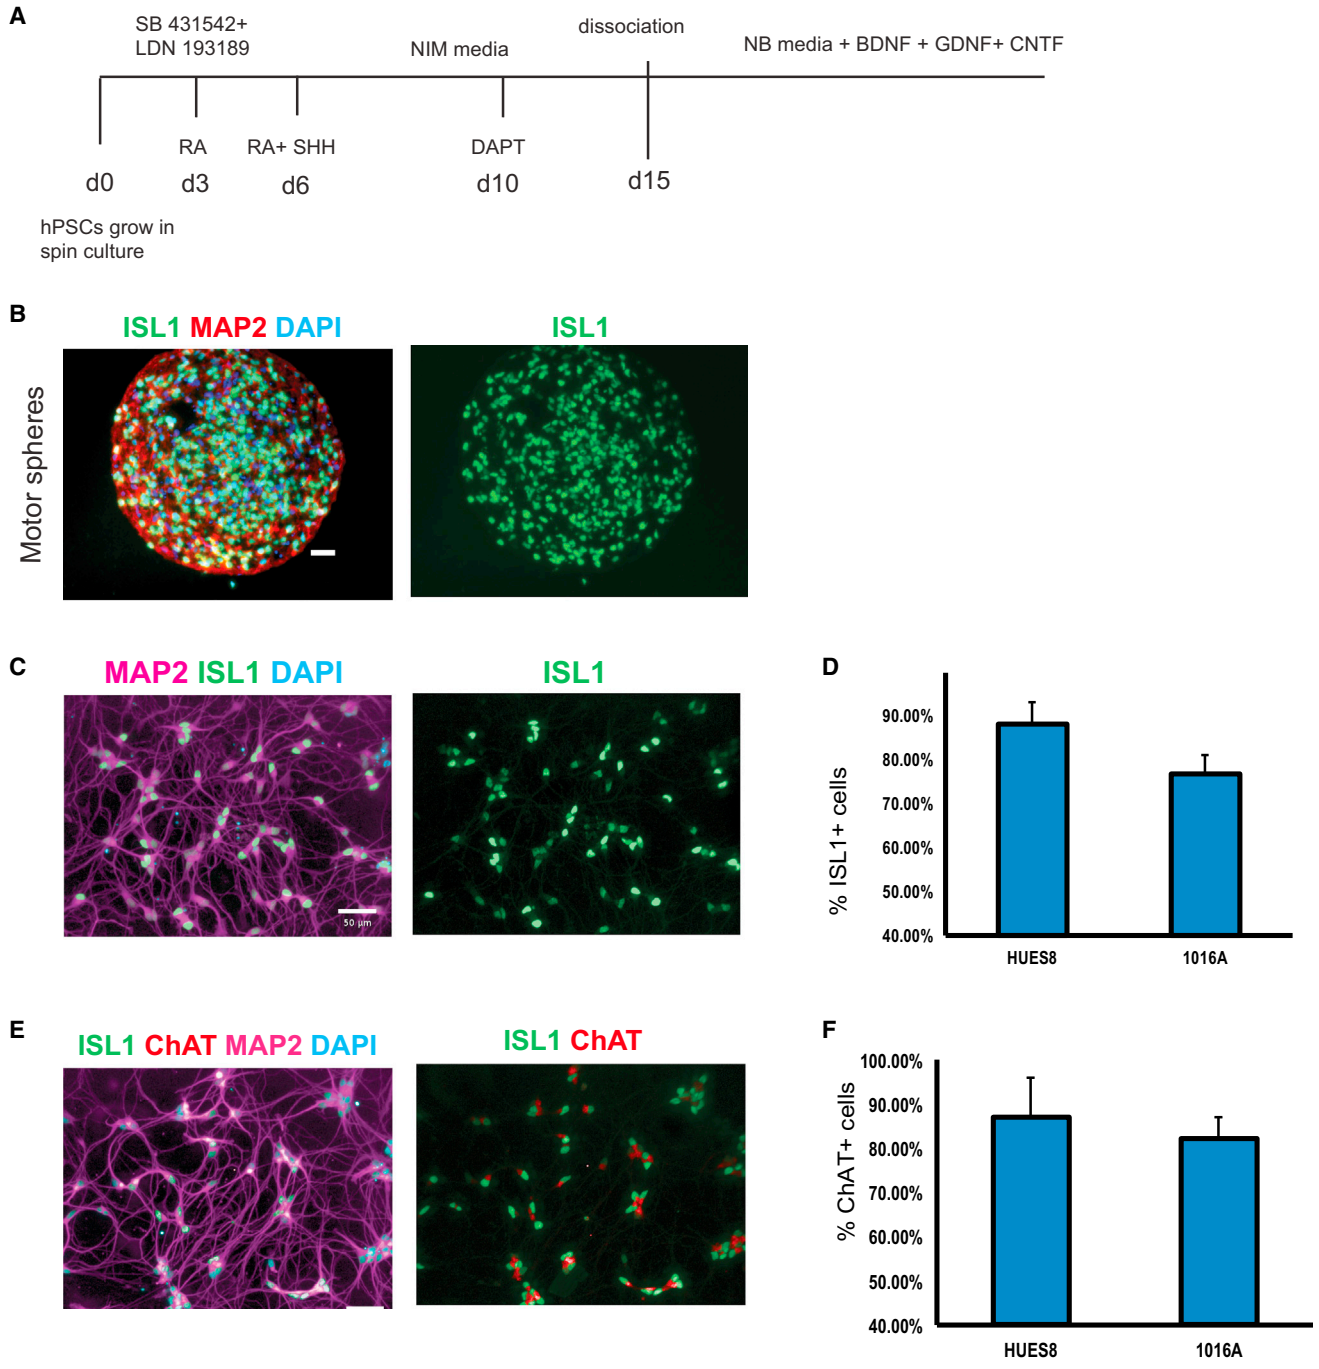 A
SB 431542+
LDN 193189
NIM media
dissociation
NB media + BDNF + GDNF+ CNTF
RA
RA+ SHH
DAPT
d0
d3
d6
d10
d15
hPSCs grow in
spin culture
B
ISL1 MAP2 DAPI
ISL1
Motor spheres
C
MAP2 ISL1 DAPI
ISL1
50 µm
D
% ISL1+ cells
90.00%
80.00%
70.00%
60.00%
50.00%
40.00%
HUES8
1016A
E
ISL1 ChAT MAP2 DAPI
ISL1 ChAT
F
% ChAT+ cells
100.00%
90.00%
80.00%
70.00%
60.00%
50.00%
40.00%
HUES8
1016A